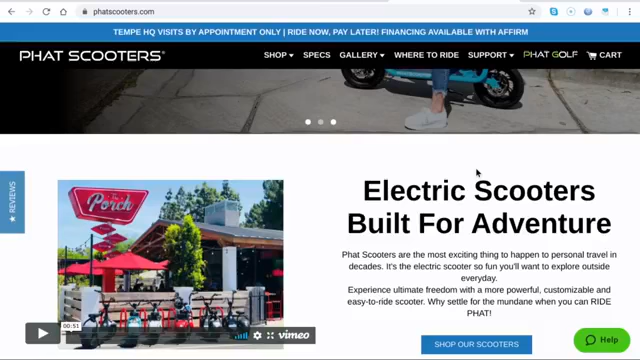 phatscooters.com
TEMPE HQ VISITS BY APPOINTMENT ONLY | RIDE NOW, PAY LATER! FINANCING AVAILABLE WITH AFFIRM
PHAT SCOOTERS
SHOP SPECS GALLERY WHERE TO RIDE SUPPORT PHAT GOLF CART
★ REVIEWS
the Porch
Electric Scooters
Built For Adventure
Phat Scooters are the most exciting thing to happen to personal travel in
decades. It's the electric scooter so fun you'll want to explore outside
everyday.
Experience ultimate freedom with a more powerful, customizable and
easy-to-ride scooter. Why settle for the mundane when you can RIDE
PHAT!
00:51
vimeo
SHOP OUR SCOOTERS
Help